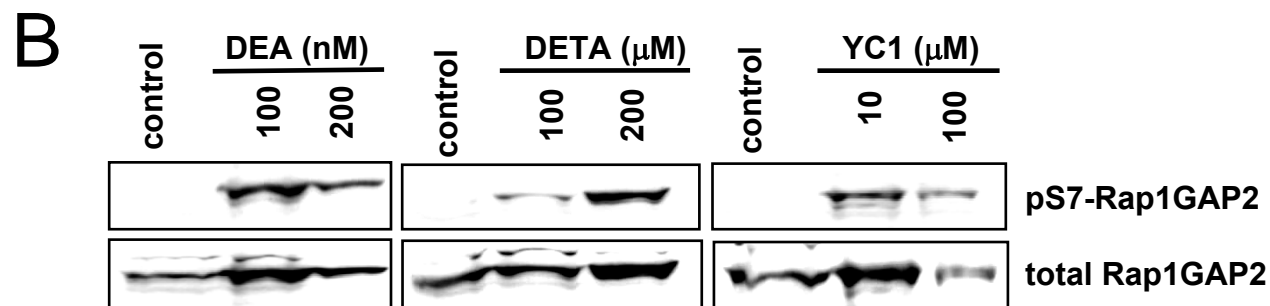 B
DEA (nM)
DETA (μM)
YC1 (μM)
control
100
200
control
100
200
control
10
100
pS7-Rap1GAP2
total Rap1GAP2